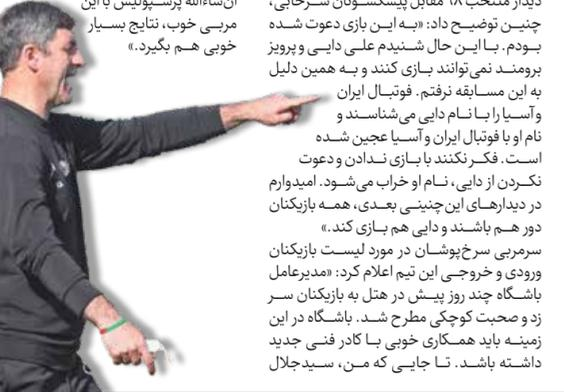 دیدار منتخب ۹۸ مقابل پیشکسوتان سرخابی،
چنین توضیح داد: «به این بازی دعوت شده
بودم. با این حال شنیدم علی دایی و پرویز
برومند نمی‌توانند بازی کنند و به همین دلیل
به این مسابقه نرفتم. فوتبال ایران
و آسیا را با نام دایی می‌شناسند و
نام او با فوتبال ایران و آسیا عجین شده
است. فکر نکنند با بازی ندادن و دعوت
نکردن از دایی، نام او خراب می‌شود. امیدوارم
در دیدارهای این‌چنینی بعدی، همه بازیکنان
دور هم باشند و دایی هم بازی کند.»
سرمربی سرخ‌پوشان در مورد لیست بازیکنان
ورودی و خروجی این تیم اعلام کرد: «مدیرعامل
باشگاه چند روز پیش در هتل به بازیکنان سر
زد و صحبت کوچکی مطرح شد. باشگاه در این
زمینه باید همکاری خوبی با کادر فنی جدید
داشته باشد. تا جایی که من، سیدجلال
ان‌شاءالله پرسپولیس با این
مربی خوب، نتایج بسیار
خوبی هم بگیرد.»